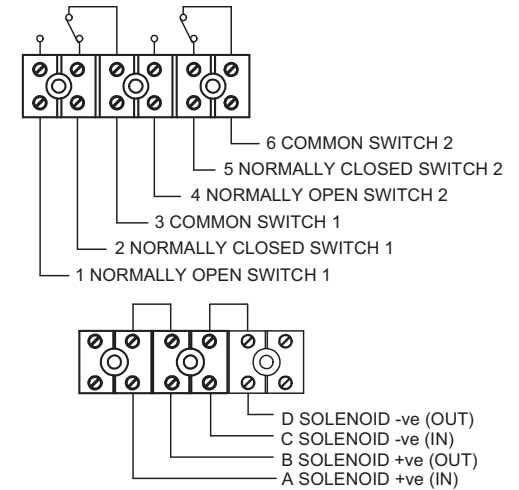 6 COMMON SWITCH 2
5 NORMALLY CLOSED SWITCH 2
4 NORMALLY OPEN SWITCH 2
3 COMMON SWITCH 1
2 NORMALLY CLOSED SWITCH 1
1 NORMALLY OPEN SWITCH 1
D SOLENOID -ve (OUT)
C SOLENOID -ve (IN)
B SOLENOID +ve (OUT)
A SOLENOID +ve (IN)